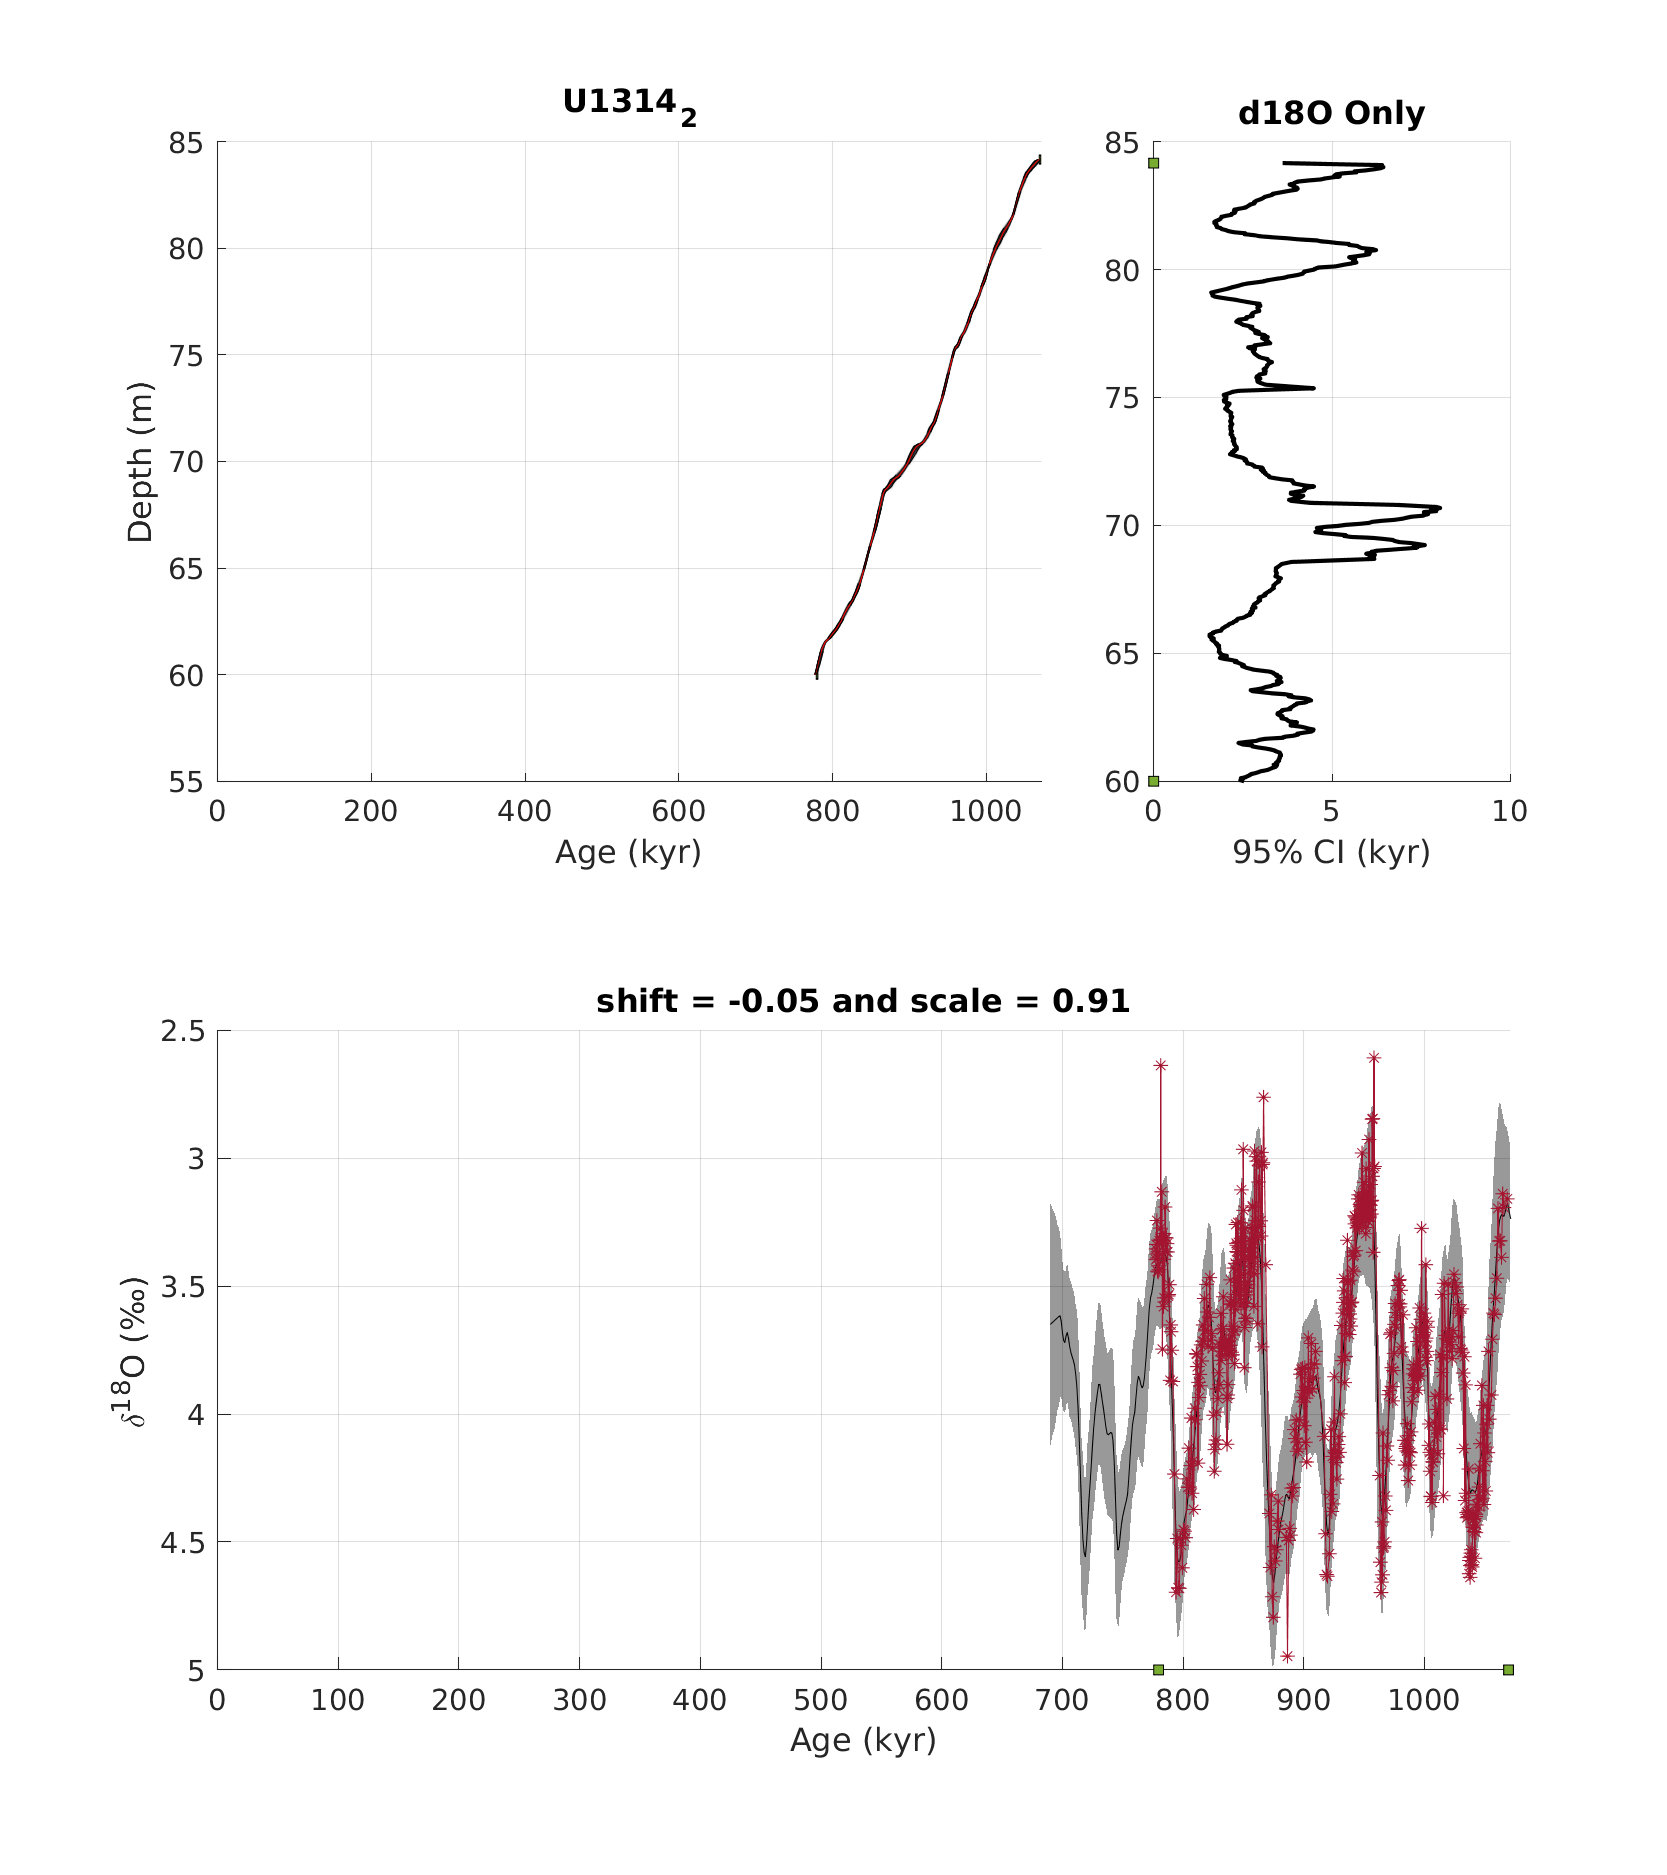 U1314₂
85
80
75
70
65
60
55
Depth (m)
0 200 400 600 800 1000
Age (kyr)
d18O Only
85
80
75
70
65
60
0 5 10
95% CI (kyr)
shift = -0.05 and scale = 0.91
2.5
3
3.5
4
4.5
5
δ¹⁸O (‰)
0 100 200 300 400 500 600 700 800 900 1000
Age (kyr)